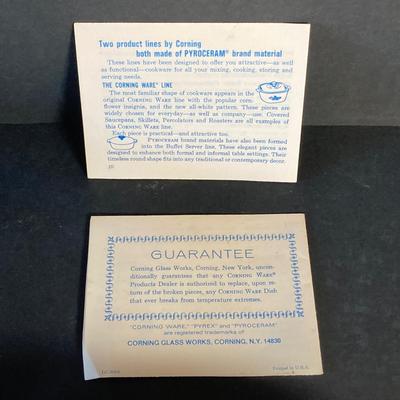 Two product lines by Corning
both made of PYROCERAM® brand material
These lines have been designed to offer you attractive—as well
as functional—cookware for all your mixing, cooking, storing and
serving needs.
THE CORNING WARE® LINE
The most familiar shape of cookware appears in the
original CORNING WARE line with the popular corn-
flower insignia, and the new all-white pattern. These pieces are
widely chosen for everyday—as well as company—use. Covered
Saucepans, Skillets, Percolators and Roasters are all examples of
this CORNING WARE line.
Each piece is practical—and attractive too.
PYROCERAM brand materials have also been formed
into the Buffet Server line. These elegant pieces are
designed to enhance both formal and informal table settings. Their
timeless round shape fits into any traditional or contemporary decor.
10
GUARANTEE
Corning Glass Works, Corning, New York, uncon-
ditionally guarantees that any CORNING WARE®
Products Dealer is authorized to replace, upon re-
turn of the broken pieces, any CORNING WARE Dish
that ever breaks from temperature extremes.
"CORNING WARE," "PYREX" and "PYROCERAM"
are registered trademarks of
CORNING GLASS WORKS, CORNING, N.Y. 14830
Printed in U.S.A.